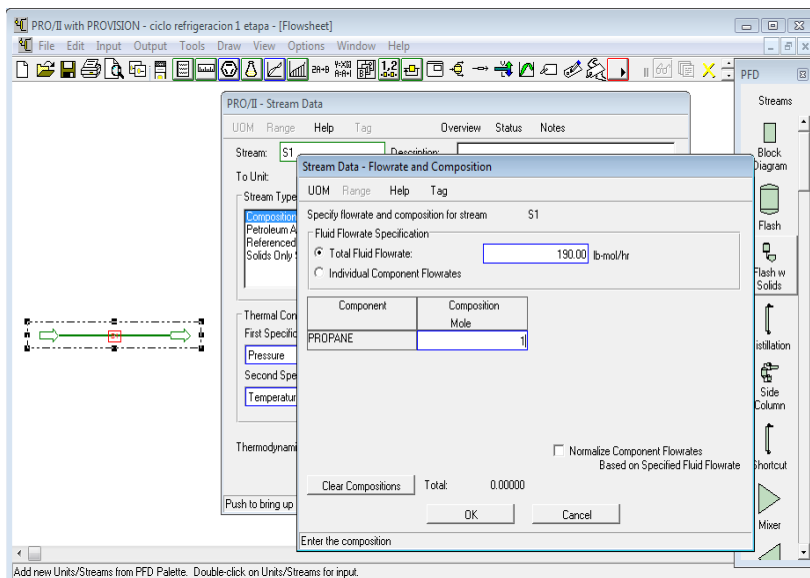 PRO/II with PROVISION - ciclo refrigeracion 1 etapa - [Flowsheet]
File Edit Input Output Tools Draw View Options Window Help
PFD
Streams
Block Diagram
Flash
Flash w
Solids
istillation
Side
Column
Shortcut
Mixer
PRO/II - Stream Data
UOM Range Help Tag Overview Status Notes
Stream: S1 Description:
To Unit:
Stream Type
Composition
Petroleum A
Referenced
Solids Only
Thermal Con
First Specific
Pressure
Second Spe
Temperatur
Thermodynami
Push to bring up
Stream Data - Flowrate and Composition
UOM Range Help Tag
Specify flowrate and composition for stream S1
Fluid Flowrate Specification
Total Fluid Flowrate: 190.00 lb-mol/hr
Individual Component Flowrates
Component Composition
Mole
PROPANE 1
Normalize Component Flowrates
Based on Specified Fluid Flowrate
Clear Compositions Total: 0.00000
OK Cancel
Enter the composition
Add new Units/Streams from PFD Palette. Double-click on Units/Streams for input.